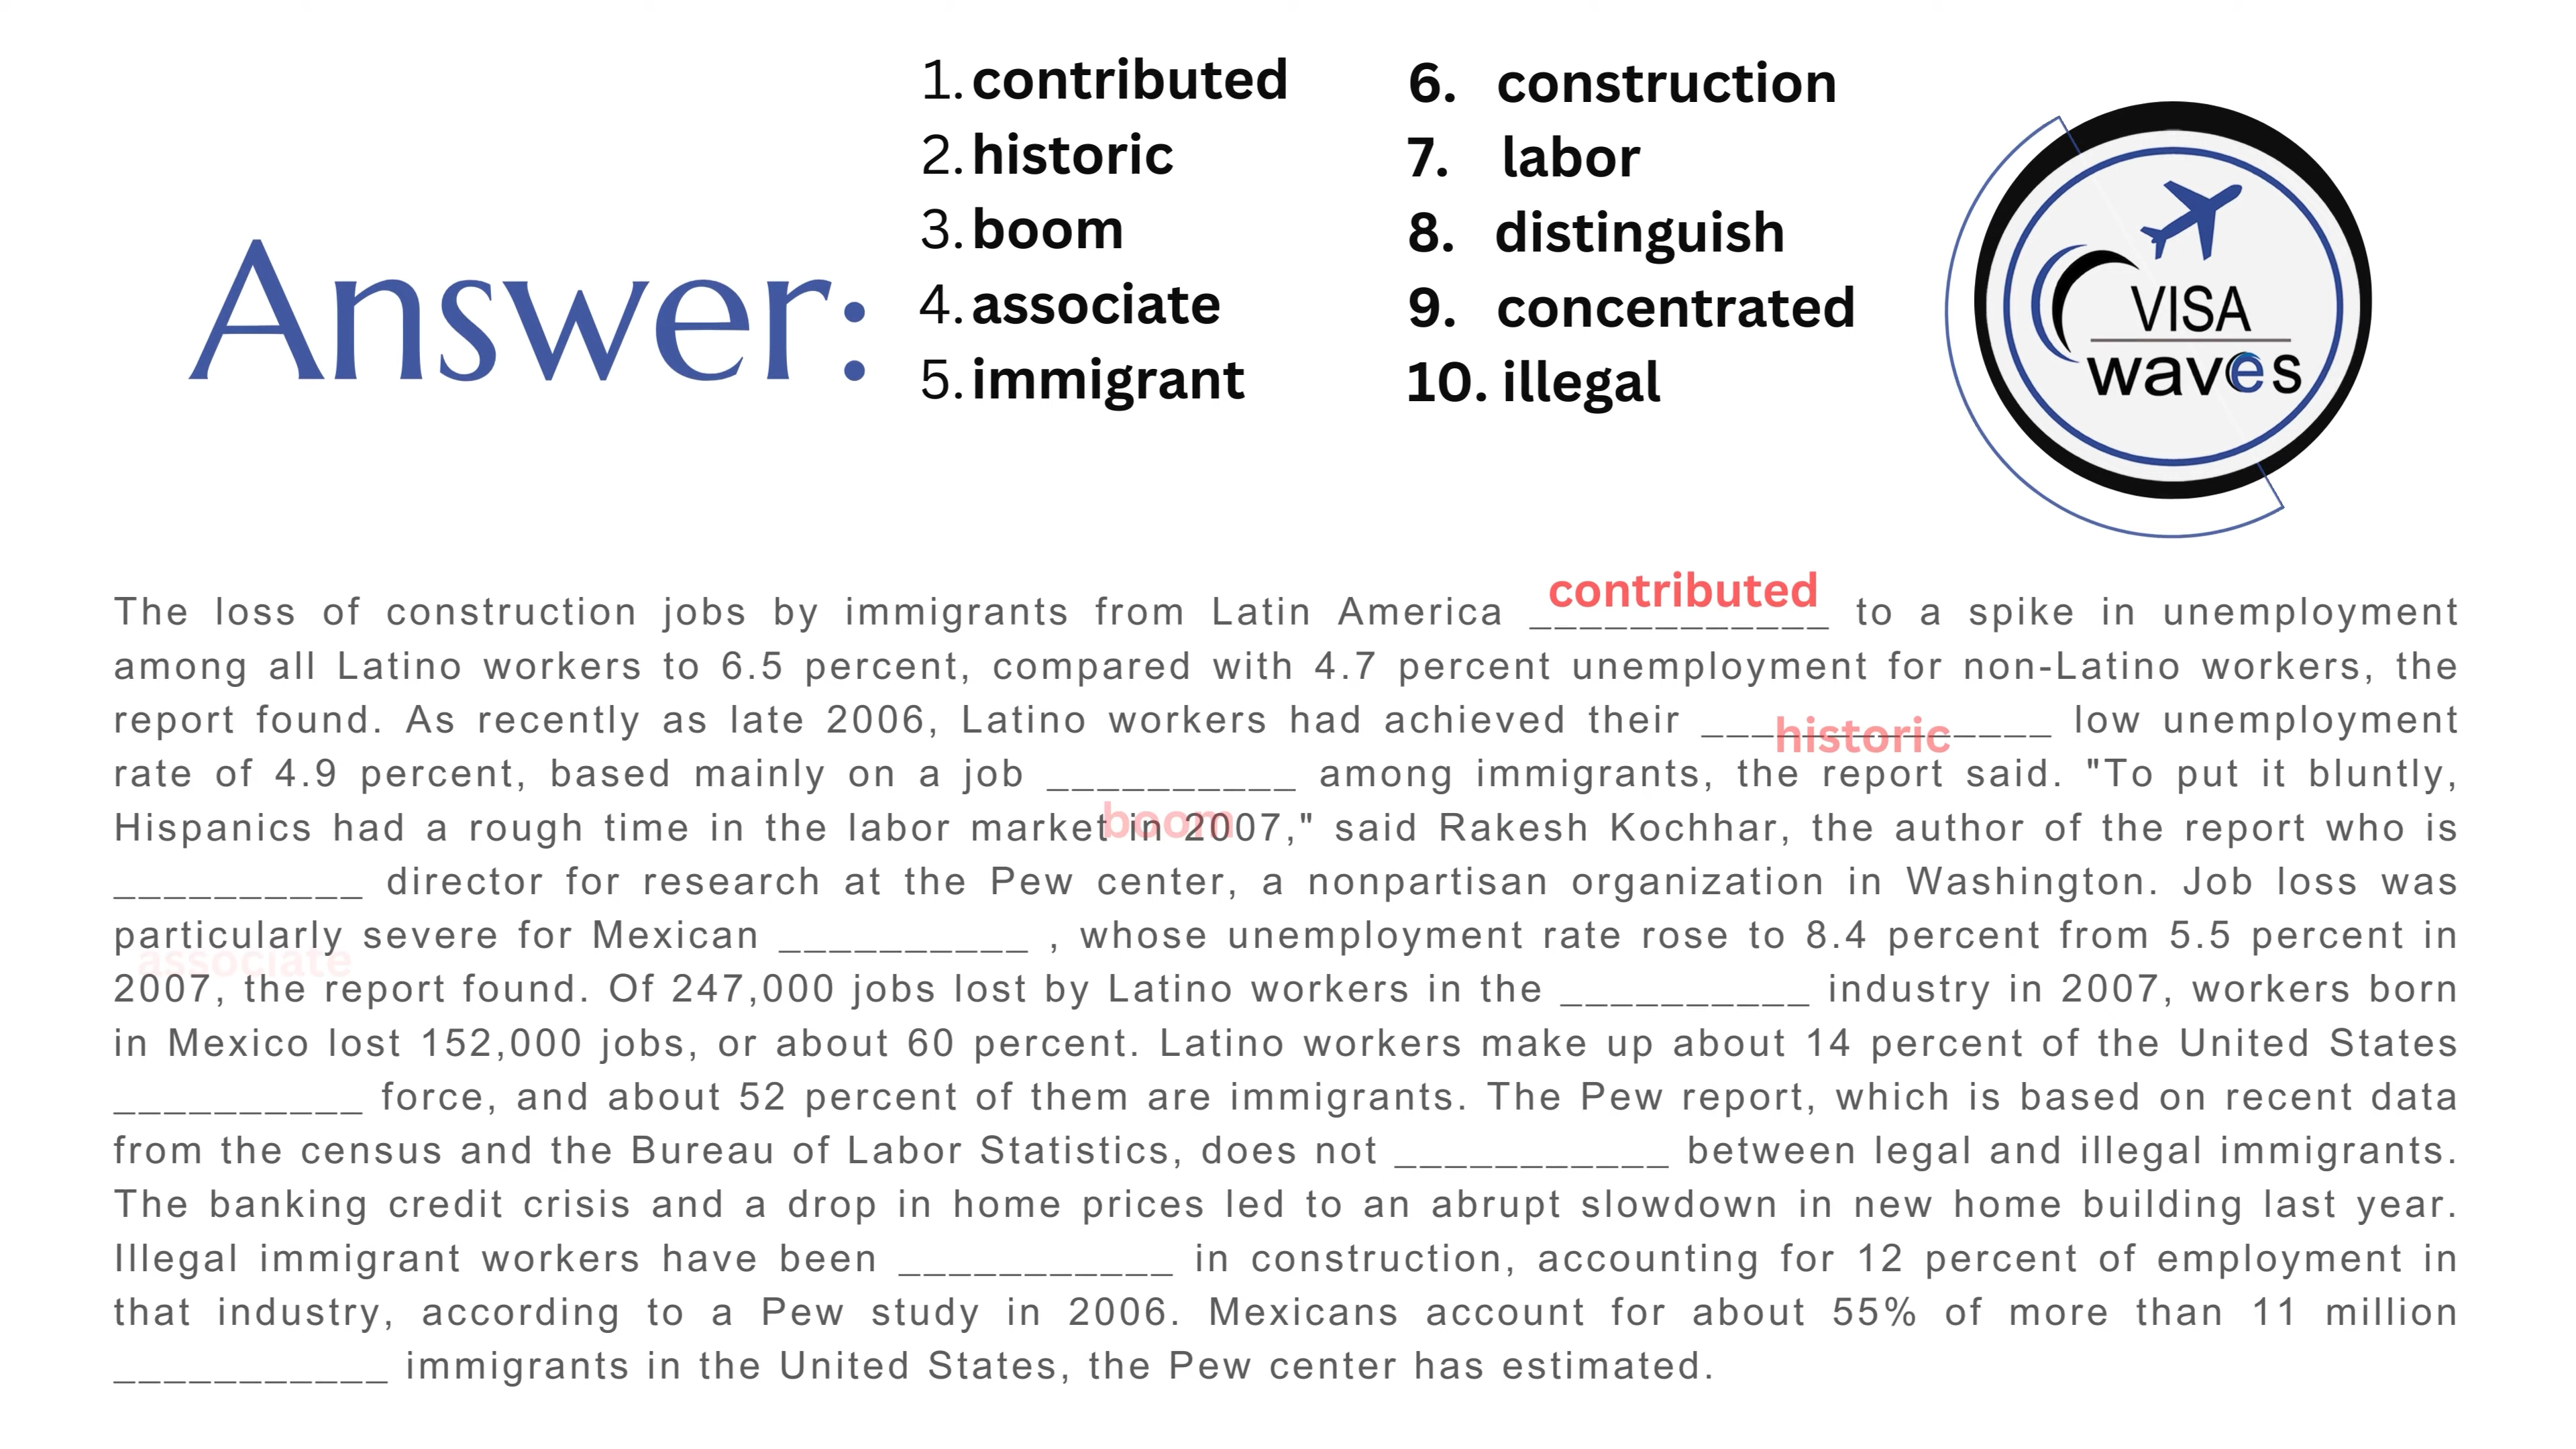 Answer:
1. contributed
2. historic
3. boom
4. associate
5. immigrant
6. construction
7. labor
8. distinguish
9. concentrated
10. illegal
VISA
waves
contributed
The loss of construction jobs by immigrants from Latin America ____________ to a spike in unemployment
among all Latino workers to 6.5 percent, compared with 4.7 percent unemployment for non-Latino workers, the
report found. As recently as late 2006, Latino workers had achieved their ______________ low unemployment
historic
rate of 4.9 percent, based mainly on a job __________ among immigrants, the report said. "To put it bluntly,
boom
Hispanics had a rough time in the labor market in 2007," said Rakesh Kochhar, the author of the report who is
__________ director for research at the Pew center, a nonpartisan organization in Washington. Job loss was
particularly severe for Mexican __________ , whose unemployment rate rose to 8.4 percent from 5.5 percent in
associate
2007, the report found. Of 247,000 jobs lost by Latino workers in the __________ industry in 2007, workers born
in Mexico lost 152,000 jobs, or about 60 percent. Latino workers make up about 14 percent of the United States
__________ force, and about 52 percent of them are immigrants. The Pew report, which is based on recent data
from the census and the Bureau of Labor Statistics, does not ___________ between legal and illegal immigrants.
The banking credit crisis and a drop in home prices led to an abrupt slowdown in new home building last year.
Illegal immigrant workers have been ___________ in construction, accounting for 12 percent of employment in
that industry, according to a Pew study in 2006. Mexicans account for about 55% of more than 11 million
___________ immigrants in the United States, the Pew center has estimated.